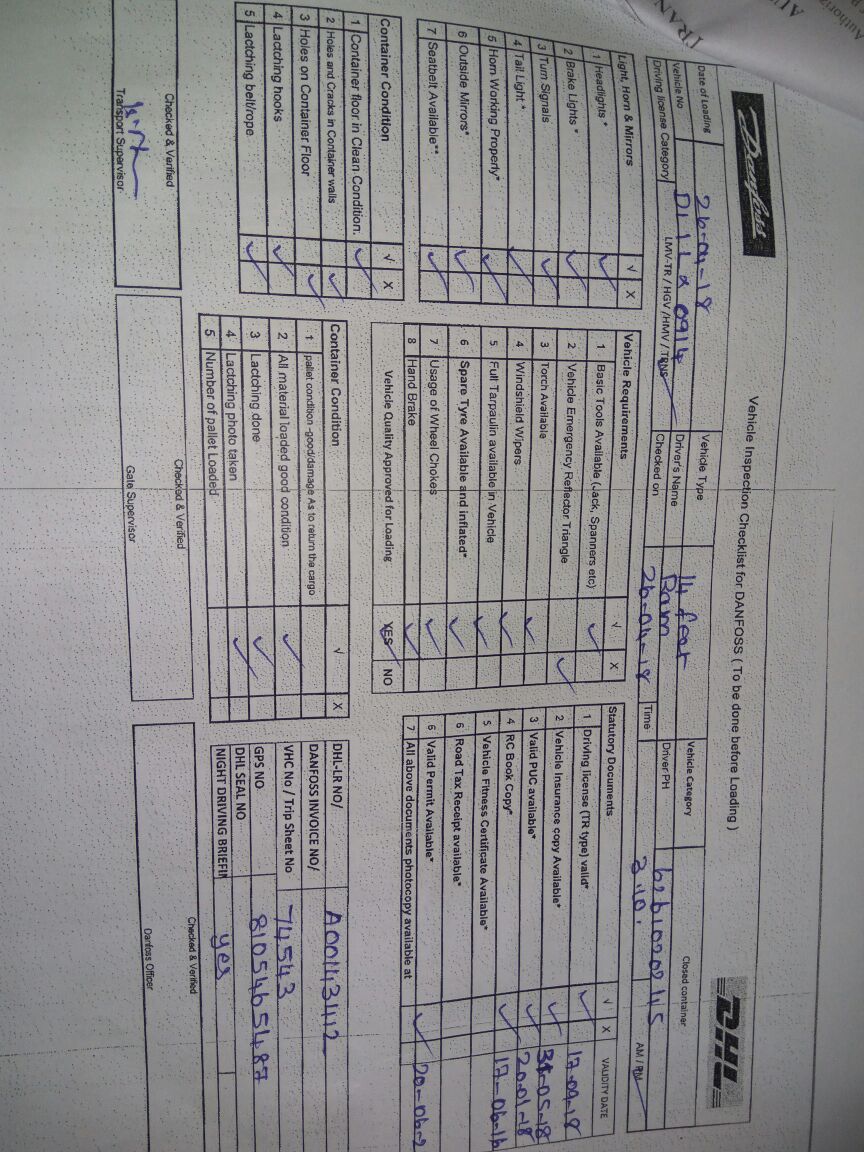 TRAN
Danfoss
Vehicle Inspection Checklist for DANFOSS ( To be done before Loading )
DHL
Date of Loading 26-04-18 Vehicle Type 14 feet Vehicle Category Closed container
Vehicle No 0914 Driver's Name Ram Driver PH
Driving license Category LMV-TR / HGV /HMV / TRNS Checked on 26-04-18 Time 3.10. AM / PM
Light, Horn & Mirrors √ X
1 Headlights * ✓
2 Brake Lights * ✓
3 Turn Signals ✓
4 Tail Light * ✓
5 Horn Working Properly* ✓
6 Outside Mirrors* ✓
7 Seatbelt Available** ✓
Vehicle Requirements √ X
1 Basic Tools Available (Jack, Spanners etc) ✓
2 Vehicle Emergency Reflector Triangle ✓
3 Torch Available ✓
4 Windshield Wipers ✓
5 Full Tarpaulin available in Vehicle ✓
6 Spare Tyre Available and inflated* ✓
7 Usage of Wheel Chokes ✓
8 Hand Brake ✓
Vehicle Quality Approved for Loading YES NO
Statutory Documents √ X VALIDITY DATE
1 Driving license (TR type) valid* ✓ 17-09-18
2 Vehicle Insurance copy Available* ✓ 31-05-18
3 Valid PUC available* ✓ 20-01-18
4 RC Book Copy* ✓ 17-06-16
5 Vehicle Fitness Certificate Available*
6 Road Tax Receipt available*
6 Valid Permit Available*
7 All above documents photocopy available at ✓ 20-06-2
Container Condition √ X
1 Container floor in Clean Condition. ✓
2 Holes and Cracks in Container walls ✓
3 Holes on Container Floor ✓
4 Lactching hooks ✓
5 Lactching belt/rope ✓
Container Condition √ X
1 pallet condition -good/damage As to return the cargo
2 All material loaded good condition ✓
3 Lactching done ✓
4 Lactching photo taken ✓
5 Number of pallet Loaded
DHL-LR NO/ A00143112
DANFOSS INVOICE NO/
VHC No / Trip Sheet No 74543
GPS NO 8105465487
DHL SEAL NO
NIGHT DRIVING BRIEFIN yes
Checked & Verified
Transport Supervisor
Checked & Verified
Gate Supervisor
Checked & Verified
Danfoss Officer